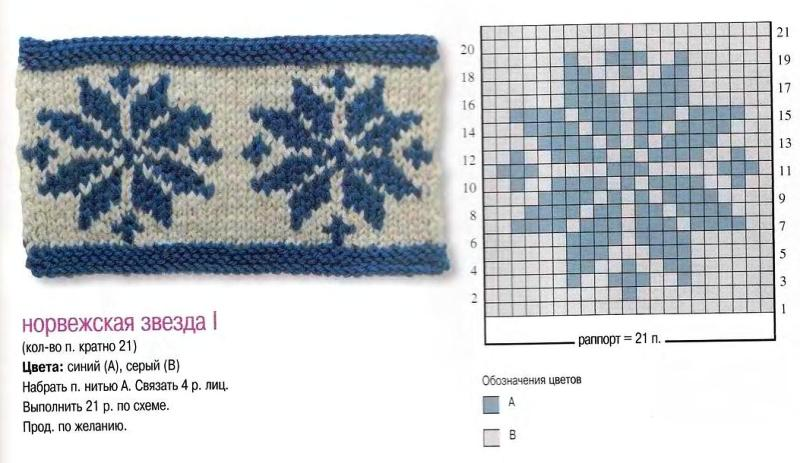 20
18
16
14
12
10
8
6
4
2
21
19
17
15
13
11
9
7
5
3
1
раппорт = 21 п.
норвежская звезда I
(кол-во п. кратно 21)
Цвета: синий (А), серый (В)
Набрать п. нитью А. Связать 4 р. лиц.
Выполнить 21 р. по схеме.
Прод. по желанию.
Обозначения цветов
А
В